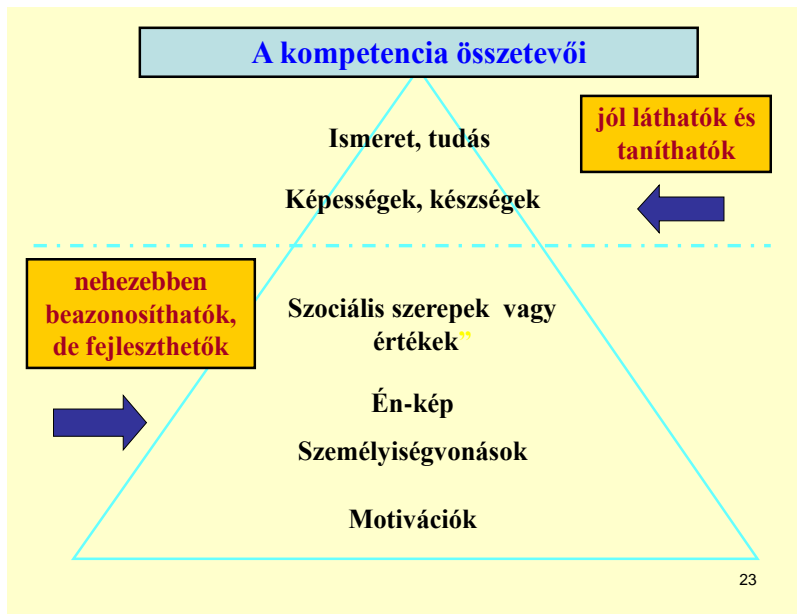 A kompetencia összetevői
jól láthatók és
taníthatók
Ismeret, tudás
Képességek, készségek
nehezebben
beazonosíthatók,
de fejleszthetők
Szociális szerepek vagy
értékek”
Én-kép
Személyiségvonások
Motivációk
23